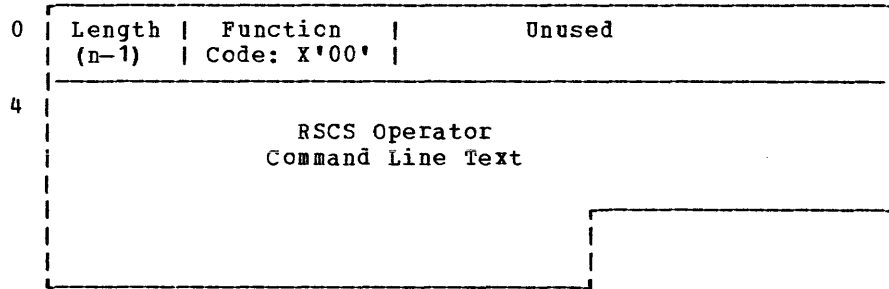 0 Length | Function | Unused
(n-1) | Code: X'00' |
4
RSCS Operator
Command Line Text